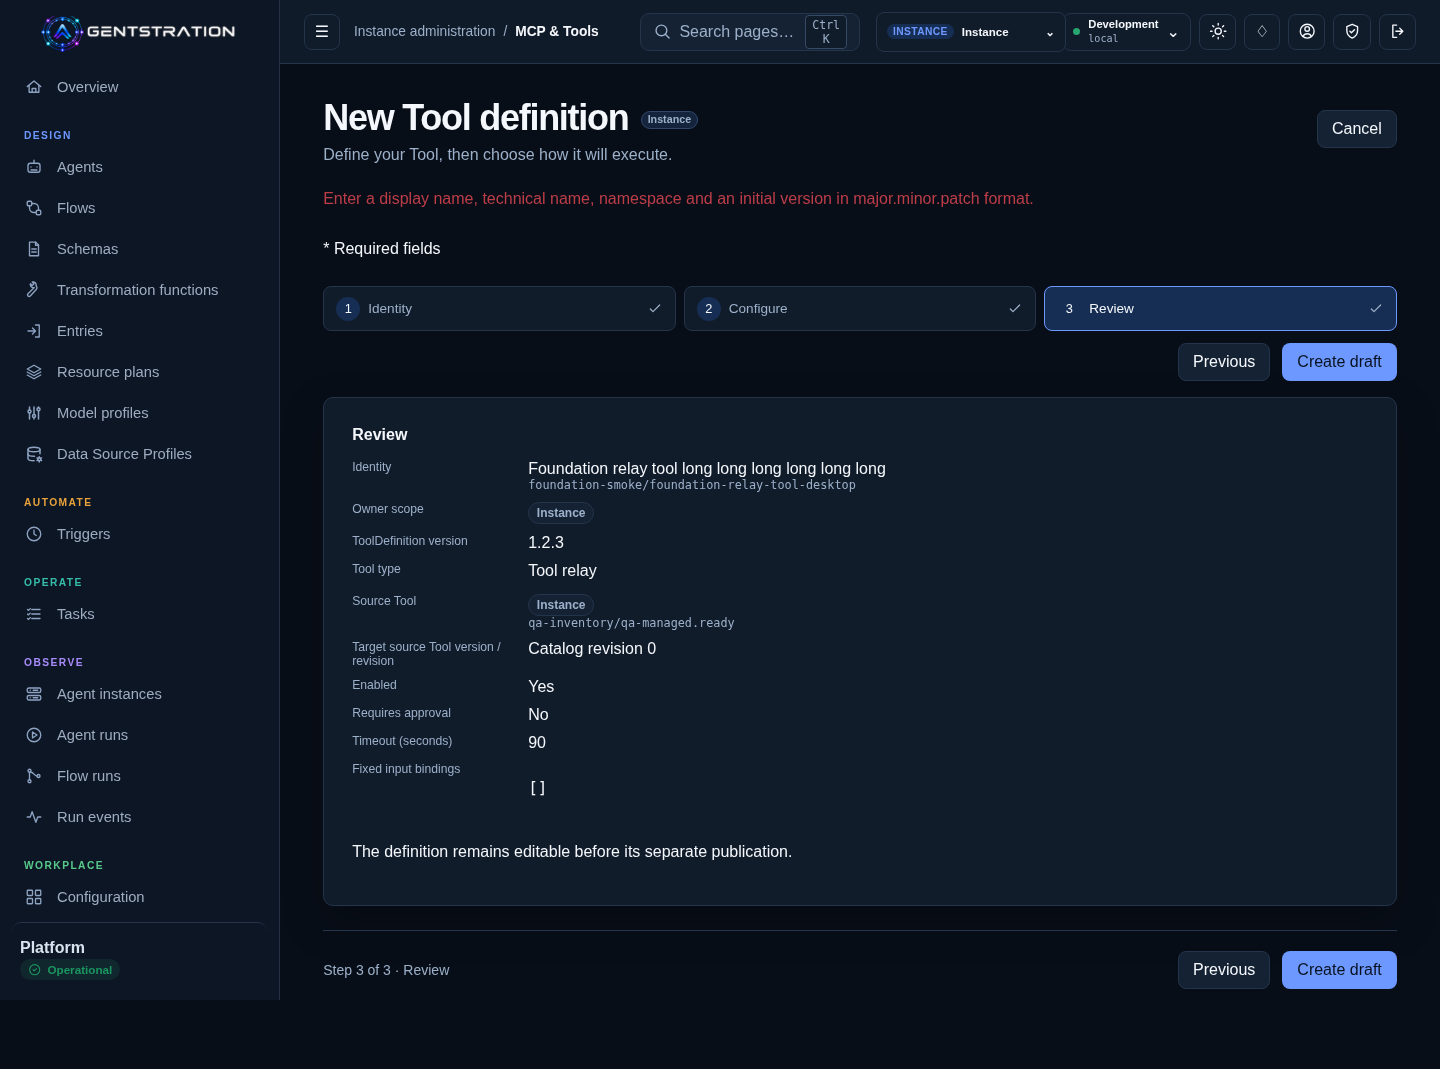 GENTSTRATION
Overview
DESIGN
Agents
Flows
Schemas
Transformation functions
Entries
Resource plans
Model profiles
Data Source Profiles
AUTOMATE
Triggers
OPERATE
Tasks
OBSERVE
Agent instances
Agent runs
Flow runs
Run events
WORKPLACE
Configuration
Platform
Operational
☰
Instance administration / MCP & Tools
Search pages…
Ctrl
K
INSTANCE Instance
Development
local
New Tool definition Instance
Define your Tool, then choose how it will execute.
Cancel
Enter a display name, technical name, namespace and an initial version in major.minor.patch format.
* Required fields
1 Identity
2 Configure
3 Review
Previous
Create draft
Review
Identity
Foundation relay tool long long long long long long
foundation-smoke/foundation-relay-tool-desktop
Owner scope
Instance
ToolDefinition version
1.2.3
Tool type
Tool relay
Source Tool
Instance
qa-inventory/qa-managed.ready
Target source Tool version /
revision
Catalog revision 0
Enabled
Yes
Requires approval
No
Timeout (seconds)
90
Fixed input bindings
[]
The definition remains editable before its separate publication.
Step 3 of 3 · Review
Previous
Create draft